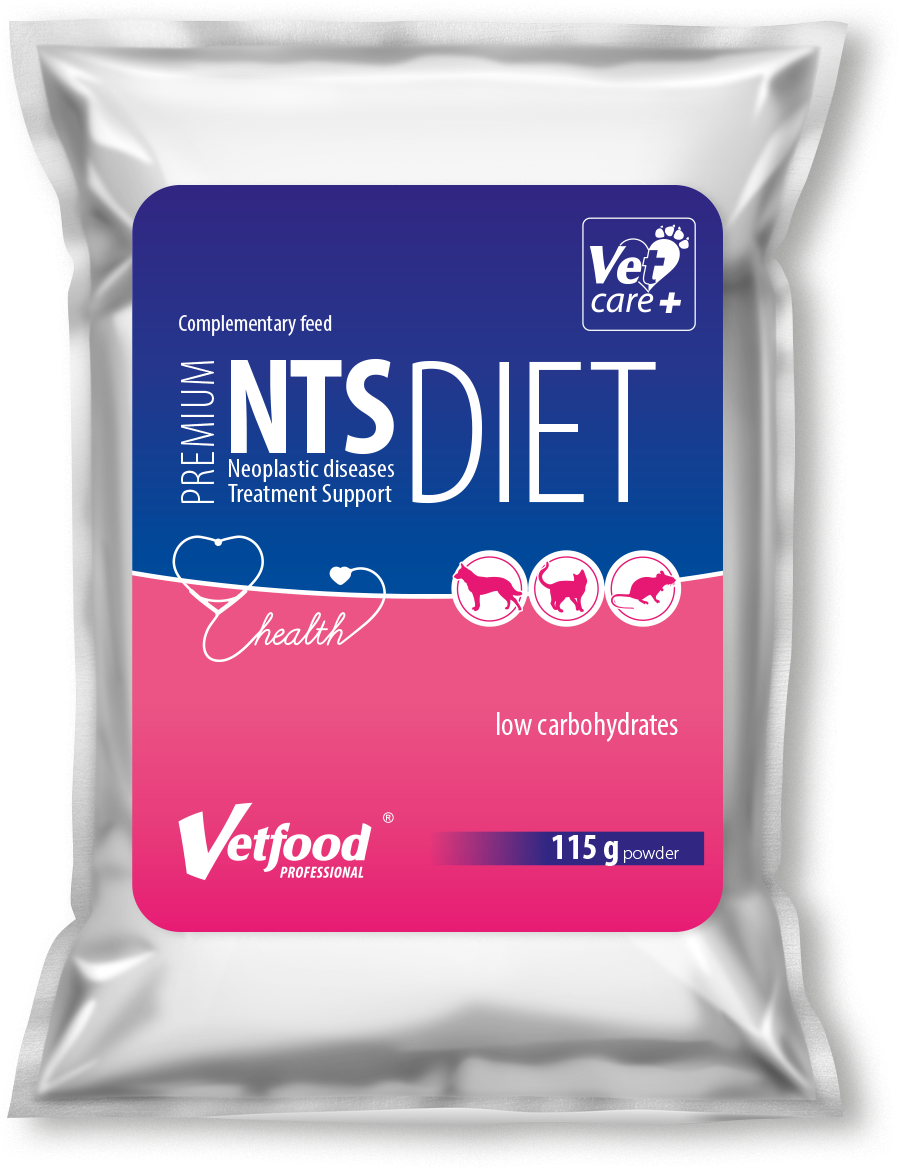 Vet
care +
Complementary feed
PREMIUM
NTS DIET
Neoplastic diseases
Treatment Support
health
low carbohydrates
Vetfood ®
PROFESSIONAL
115 g powder